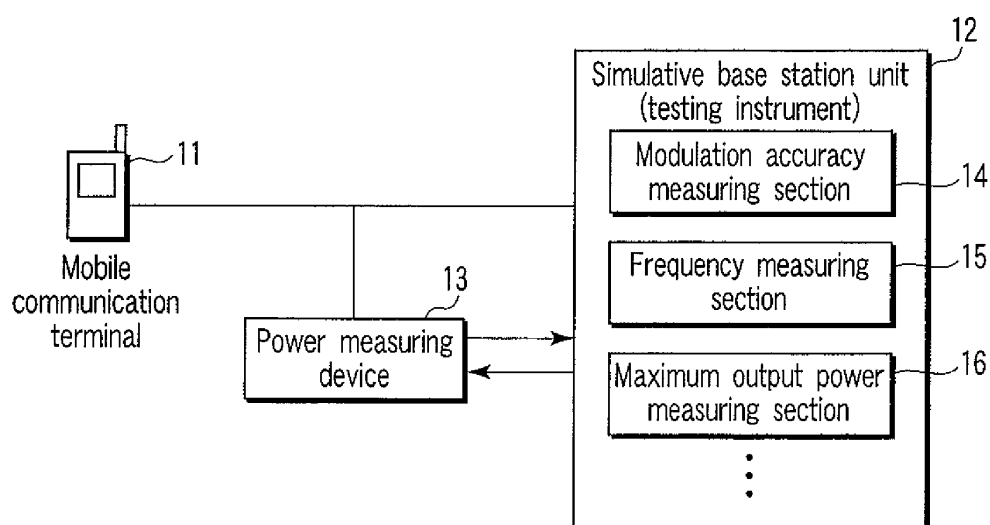 12
Simulative base station unit
(testing instrument)
11
Modulation accuracy
measuring section
14
Mobile
communication
terminal
13
Power measuring
device
Frequency measuring
section
15
Maximum output power
measuring section
16